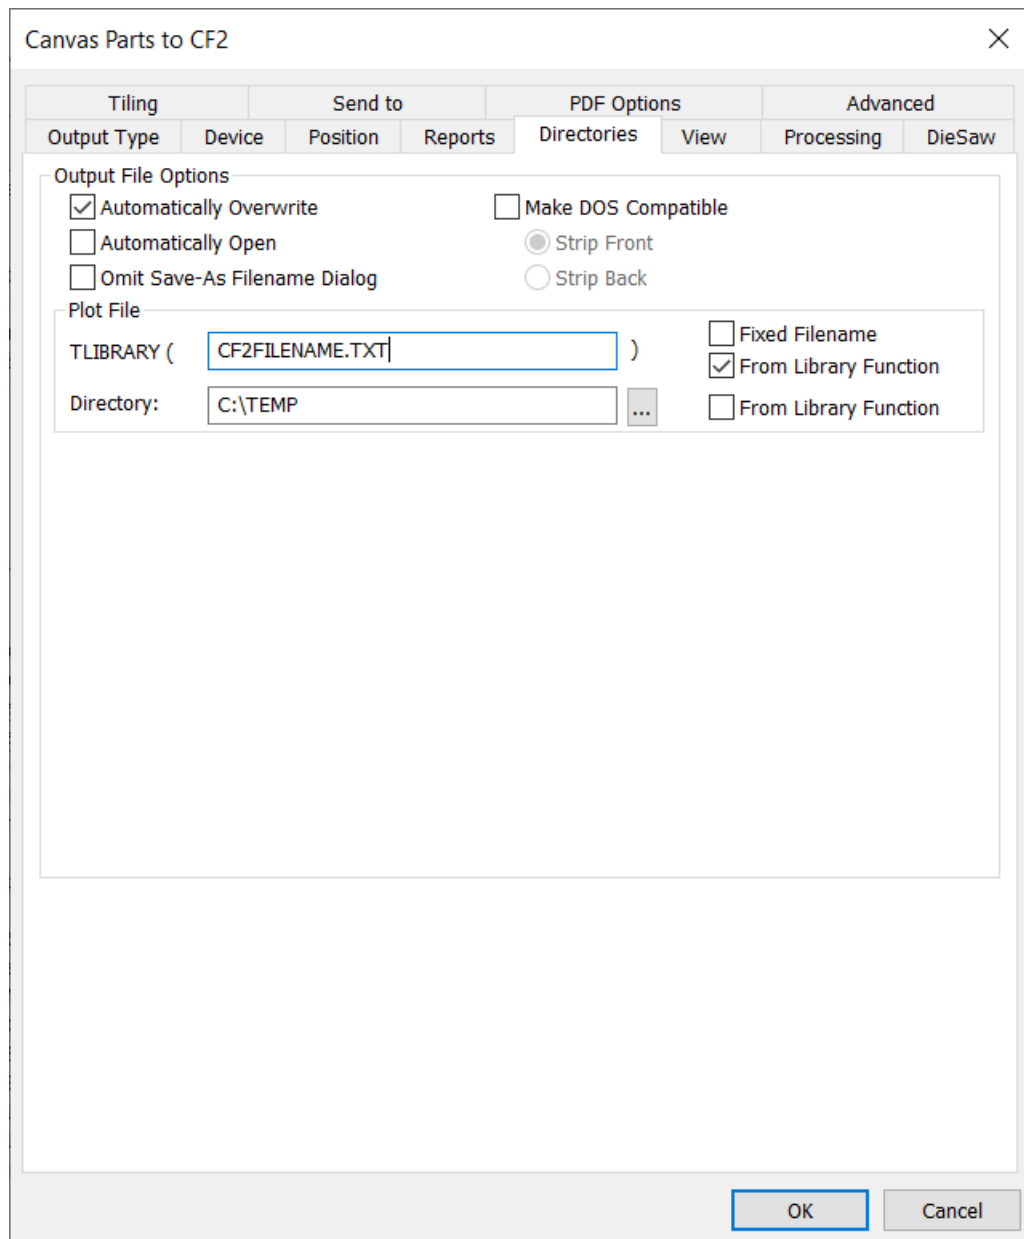 Canvas Parts to CF2
Tiling Send to PDF Options Advanced
Output Type Device Position Reports Directories View Processing DieSaw
Output File Options
Automatically Overwrite Make DOS Compatible
Automatically Open Strip Front
Omit Save-As Filename Dialog Strip Back
Plot File
Fixed Filename
TLIBRARY ( CF2FILENAME.TXT )
From Library Function
Directory: C:\TEMP ... From Library Function
OK Cancel